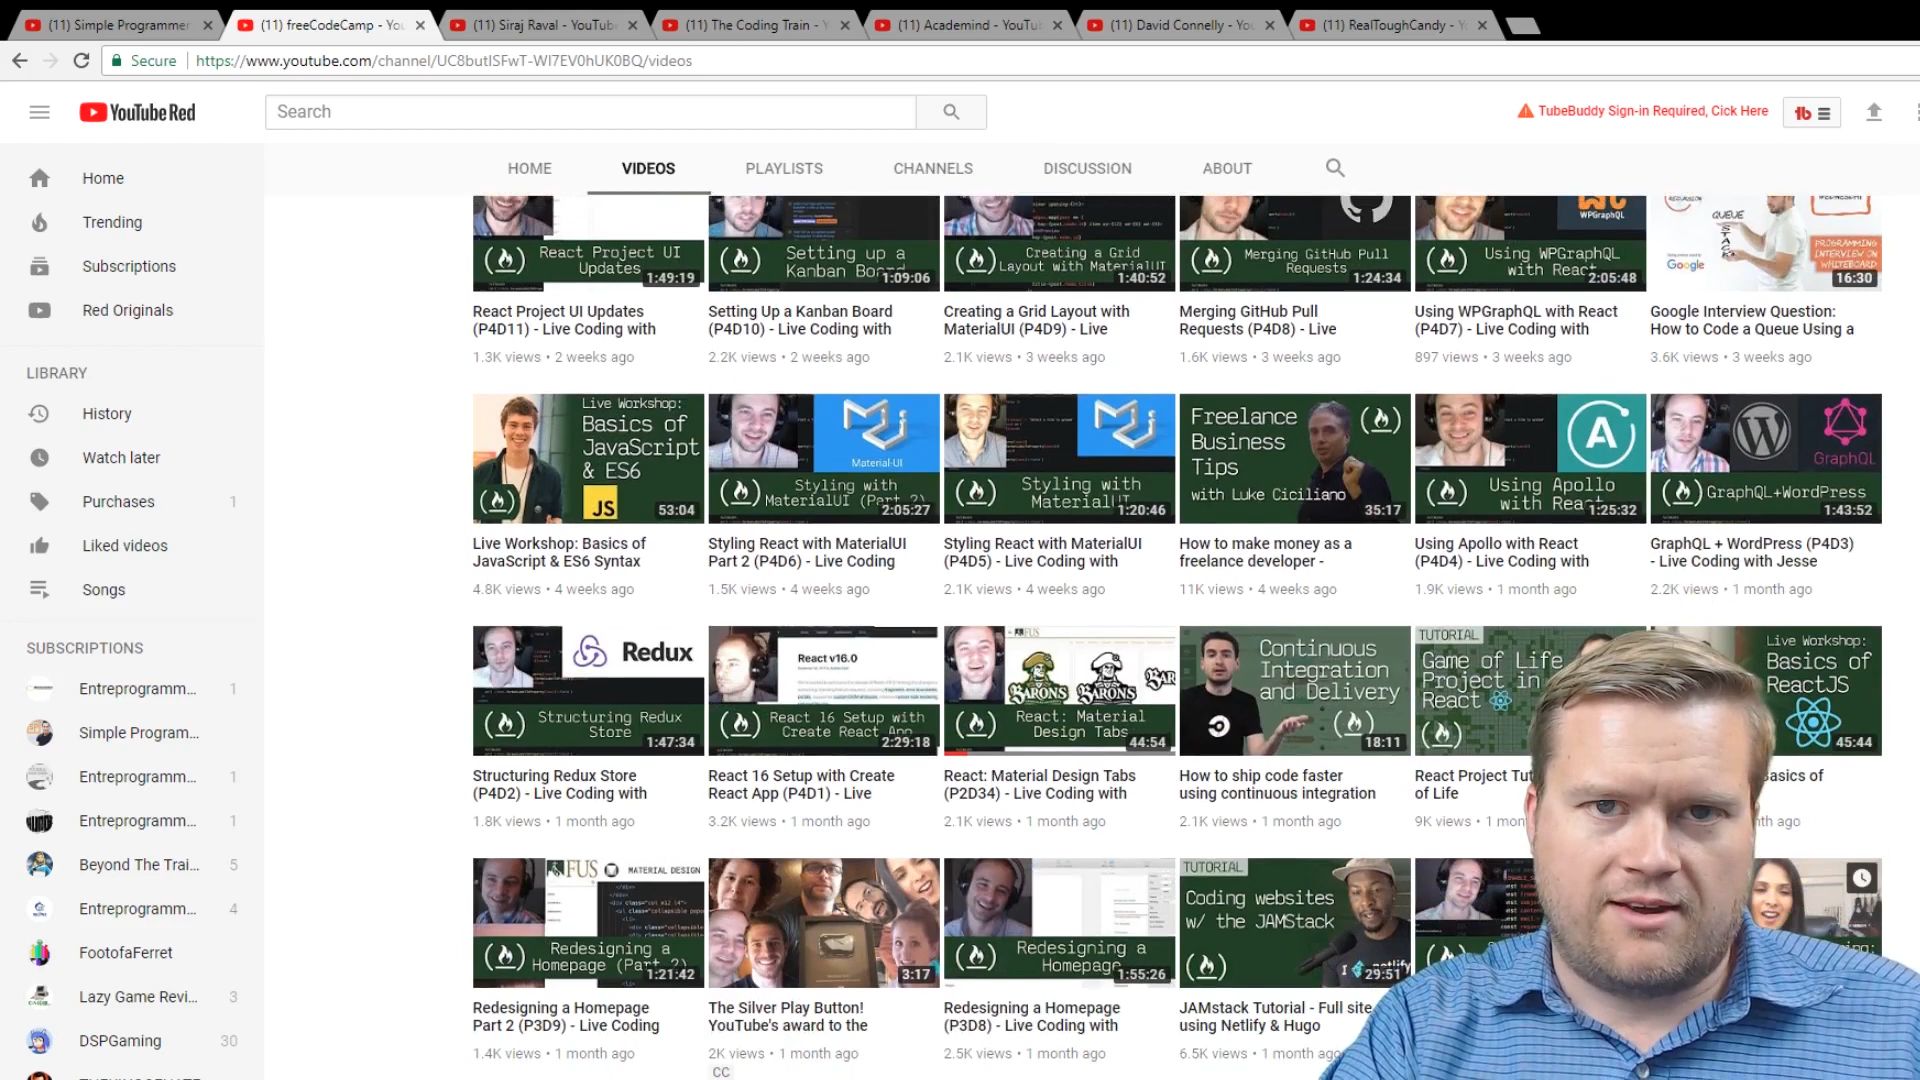 (11) Simple Programmer
(11) freeCodeCamp - You
(11) Siraj Raval - YouTube
(11) The Coding Train - Y
(11) Academind - YouTub
(11) David Connelly - You
(11) RealToughCandy - Y
Secure
https://www.youtube.com/channel/UC8butISFwT-Wl7EV0hUK0BQ/videos
YouTube Red
Search
TubeBuddy Sign-in Required, Click Here
HOME VIDEOS PLAYLISTS CHANNELS DISCUSSION ABOUT
Home
Trending
Subscriptions
Red Originals
LIBRARY
History
Watch later
Purchases 1
Liked videos
Songs
SUBSCRIPTIONS
Entreprogramm... 1
Simple Program...
Entreprogramm... 1
Entreprogramm... 1
Beyond The Trai... 5
Entreprogramm... 4
FootofaFerret
Lazy Game Revi... 3
DSPGaming 30
React Project UI
Updates
1:49:19
React Project UI Updates
(P4D11) - Live Coding with
1.3K views • 2 weeks ago
Setting up a
Kanban Board
1:09:06
Setting Up a Kanban Board
(P4D10) - Live Coding with
2.2K views • 2 weeks ago
Creating a Grid
Layout with MaterialUI
1:40:52
Creating a Grid Layout with
MaterialUI (P4D9) - Live
2.1K views • 3 weeks ago
Merging GitHub Pull
Requests
1:24:34
Merging GitHub Pull
Requests (P4D8) - Live
1.6K views • 3 weeks ago
WPGraphQL
Using WPGraphQL
with React
2:05:48
Using WPGraphQL with React
(P4D7) - Live Coding with
897 views • 3 weeks ago
QUEUE
STACK
Google
PROGRAMMING
INTERVIEW ON
WHITEBOARD
16:30
Google Interview Question:
How to Code a Queue Using a
3.6K views • 3 weeks ago
Live Workshop:
Basics of
JavaScript
& ES6
JS
53:04
Live Workshop: Basics of
JavaScript & ES6 Syntax
4.8K views • 4 weeks ago
Material-UI
Styling with
MaterialUI (Part 2)
2:05:27
Styling React with MaterialUI
Part 2 (P4D6) - Live Coding
1.5K views • 4 weeks ago
Styling with
MaterialUI
1:20:46
Styling React with MaterialUI
(P4D5) - Live Coding with
2.1K views • 4 weeks ago
Freelance
Business
Tips
with Luke Ciciliano
35:17
How to make money as a
freelance developer -
11K views • 4 weeks ago
A
Using Apollo
with React
1:25:32
Using Apollo with React
(P4D4) - Live Coding with
1.9K views • 1 month ago
GraphQL
GraphQL+WordPress
1:43:52
GraphQL + WordPress (P4D3)
- Live Coding with Jesse
2.2K views • 1 month ago
Redux
Structuring Redux
Store
1:47:34
Structuring Redux Store
(P4D2) - Live Coding with
1.8K views • 1 month ago
React v16.0
React 16 Setup with
Create React App
2:29:18
React 16 Setup with Create
React App (P4D1) - Live
3.2K views • 1 month ago
FUS
BARONS
BARONS
BAR
React: Material
Design Tabs
44:54
React: Material Design Tabs
(P2D34) - Live Coding with
2.1K views • 1 month ago
Continuous
Integration
and Delivery
18:11
How to ship code faster
using continuous integration
2.1K views • 1 month ago
TUTORIAL
Game of Life
Project in
React
React Project Tut
of Life
9K views • 1 mon
Live Workshop:
Basics of
ReactJS
45:44
asics of
th ago
FUS
MATERIAL DESIGN
Redesigning a
Homepage (Part 2)
1:21:42
Redesigning a Homepage
Part 2 (P3D9) - Live Coding
1.4K views • 1 month ago
3:17
The Silver Play Button!
YouTube's award to the
2K views • 1 month ago
CC
Redesigning a
Homepage
1:55:26
Redesigning a Homepage
(P3D8) - Live Coding with
2.5K views • 1 month ago
TUTORIAL
Coding websites
w/ the JAMStack
I netlify
29:51
JAMstack Tutorial - Full site
using Netlify & Hugo
6.5K views • 1 month ago